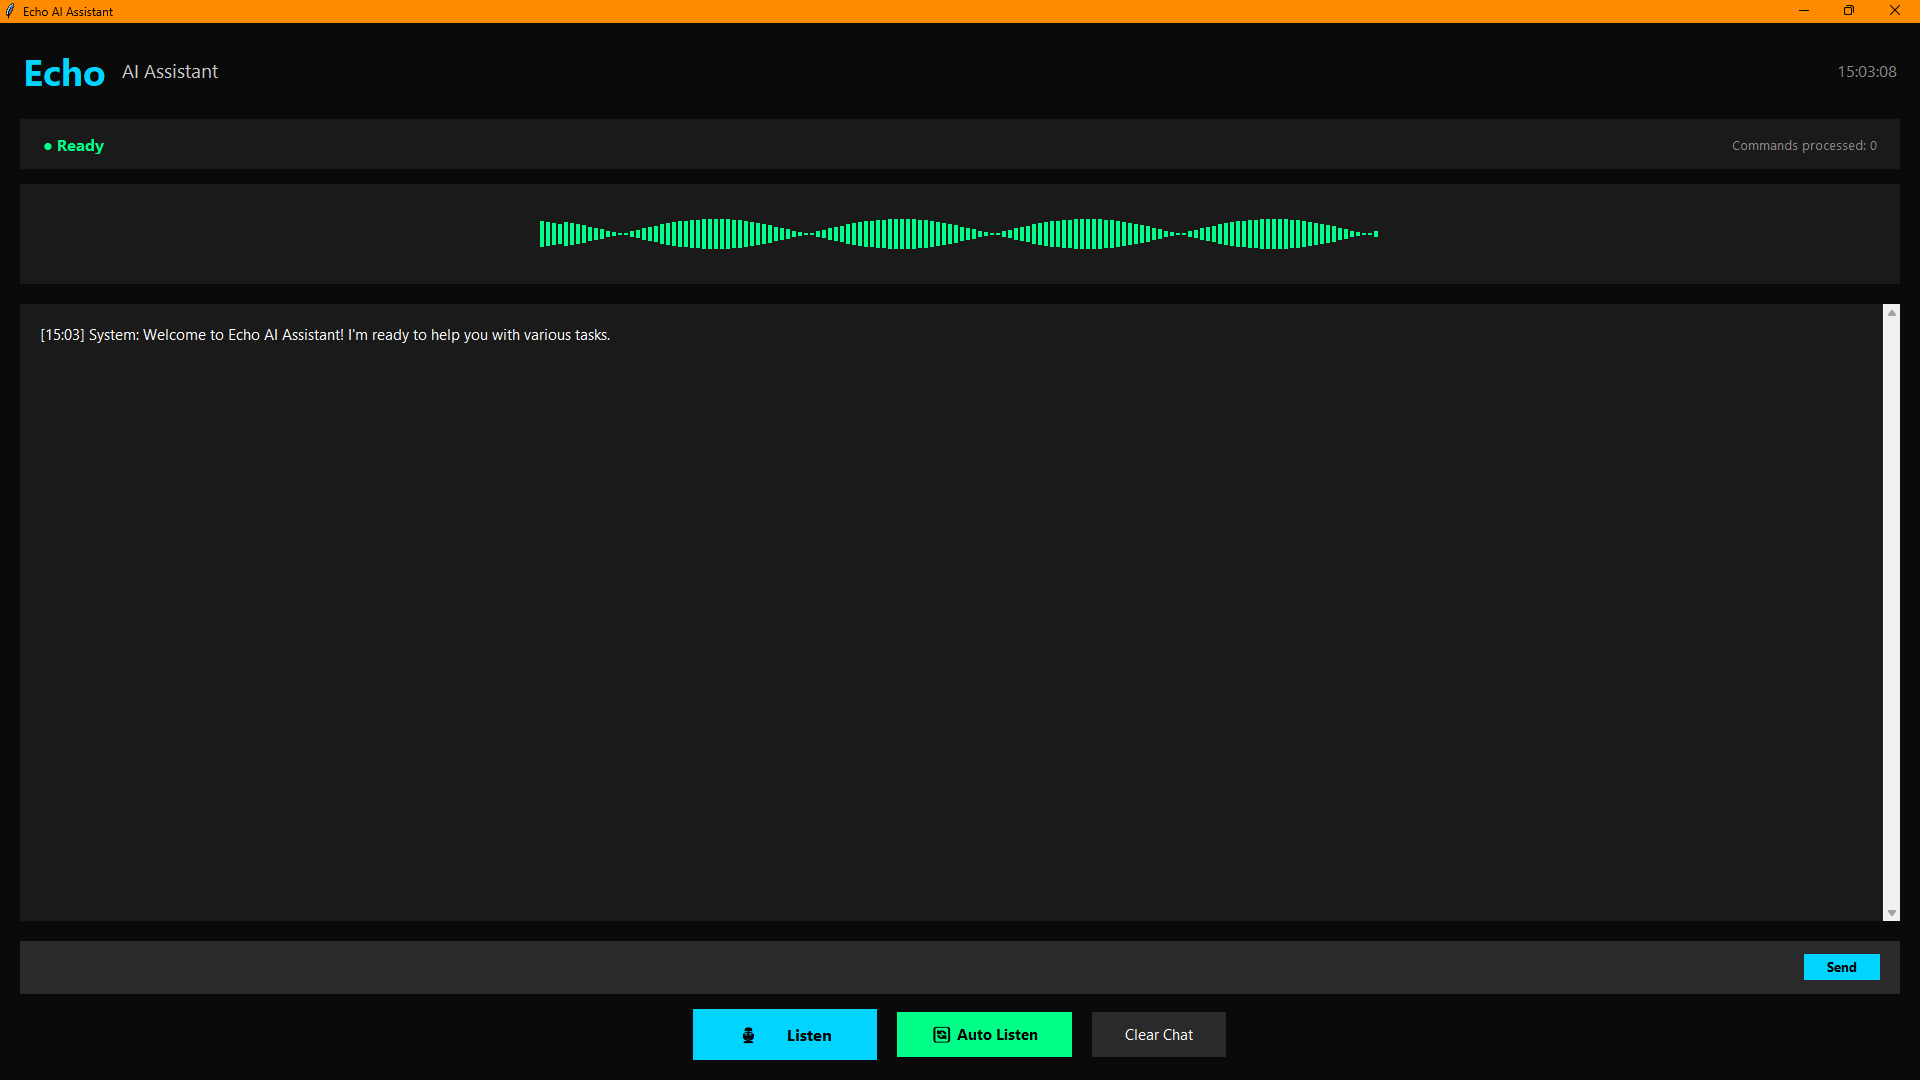 Echo AI Assistant
Echo AI Assistant
15:03:08
● Ready
Commands processed: 0
[15:03] System: Welcome to Echo AI Assistant! I'm ready to help you with various tasks.
Send
Listen
Auto Listen
Clear Chat